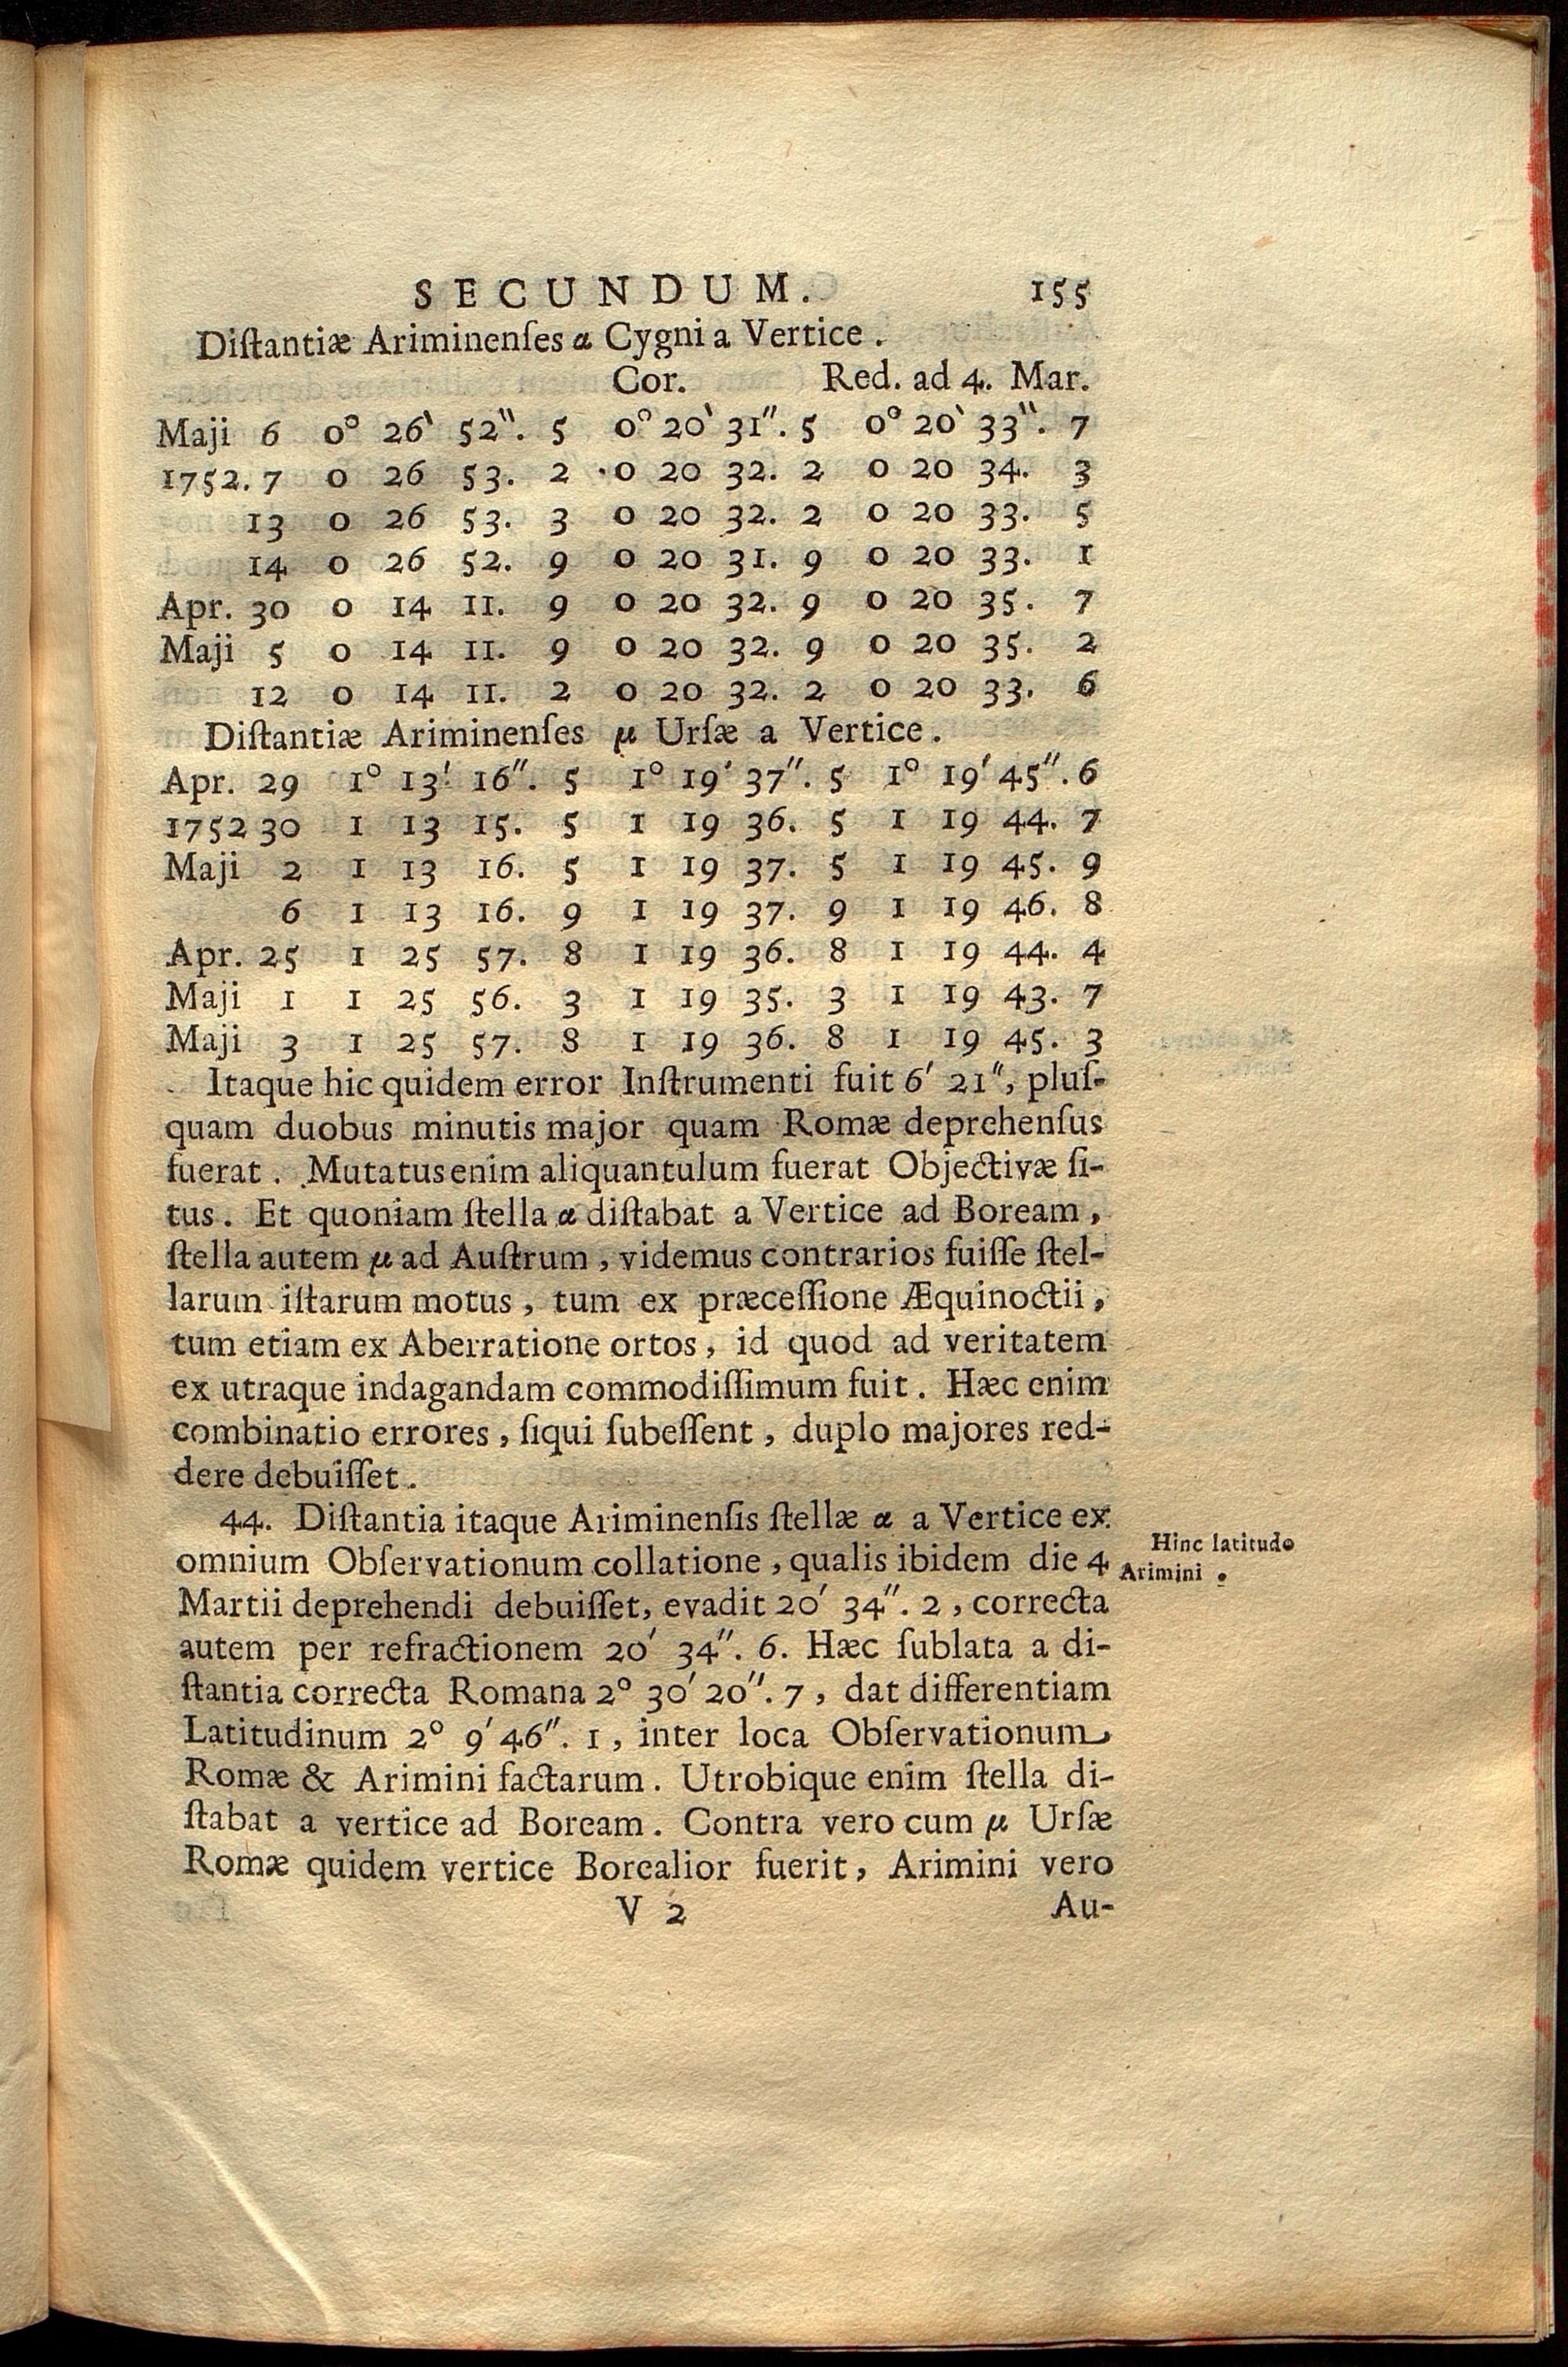 SECUNDUM. 155
Diſtantiæ Ariminenſes α Cygni a Vertice.
Cor. Red. ad 4. Mar.
Maji 6 0° 26' 52''. 5 0° 20' 31''. 5 0° 20' 33''. 7
1752. 7 0 26 53. 2 0 20 32. 2 0 20 34. 3
13 0 26 53. 3 0 20 32. 2 0 20 33. 5
14 0 26 52. 9 0 20 31. 9 0 20 33. 1
Apr. 30 0 14 11. 9 0 20 32. 9 0 20 35. 7
Maji 5 0 14 11. 9 0 20 32. 9 0 20 35. 2
12 0 14 11. 2 0 20 32. 2 0 20 33. 6
Diſtantiæ Ariminenſes μ Urſæ a Vertice.
Apr. 29 1° 13' 16''. 5 1° 19' 37''. 5 1° 19' 45''. 6
1752 30 1 13 15. 5 1 19 36. 5 1 19 44. 7
Maji 2 1 13 16. 5 1 19 37. 5 1 19 45. 9
6 1 13 16. 9 1 19 37. 9 1 19 46. 8
Apr. 25 1 25 57. 8 1 19 36. 8 1 19 44. 4
Maji 1 1 25 56. 3 1 19 35. 3 1 19 43. 7
Maji 3 1 25 57. 8 1 19 36. 8 1 19 45. 3
Itaque hic quidem error Inſtrumenti fuit 6' 21'', pluſ-
quam duobus minutis major quam Romæ deprehenſus
fuerat. Mutatus enim aliquantulum fuerat Objectivæ ſi-
tus. Et quoniam ſtella α diſtabat a Vertice ad Boream,
ſtella autem μ ad Auſtrum, videmus contrarios fuiſſe ſtel-
larum iſtarum motus, tum ex præceſſione Æquinoctii,
tum etiam ex Aberratione ortos, id quod ad veritatem
ex utraque indagandam commodiſſimum fuit. Hæc enim
combinatio errores, ſiqui ſubeſſent, duplo majores red-
dere debuiſſet.
44. Diſtantia itaque Ariminenſis ſtellæ α a Vertice ex
omnium Obſervationum collatione, qualis ibidem die 4
Martii deprehendi debuiſſet, evadit 20' 34''. 2, correcta
autem per refractionem 20' 34''. 6. Hæc ſublata a di-
ſtantia correcta Romana 2° 30' 20''. 7, dat differentiam
Latitudinum 2° 9' 46''. 1, inter loca Obſervationum
Romæ & Arimini factarum. Utrobique enim ſtella di-
ſtabat a vertice ad Boream. Contra vero cum μ Urſæ
Romæ quidem vertice Borealior fuerit, Arimini vero
V 2 Au-
Hinc latitudo
Arimini.